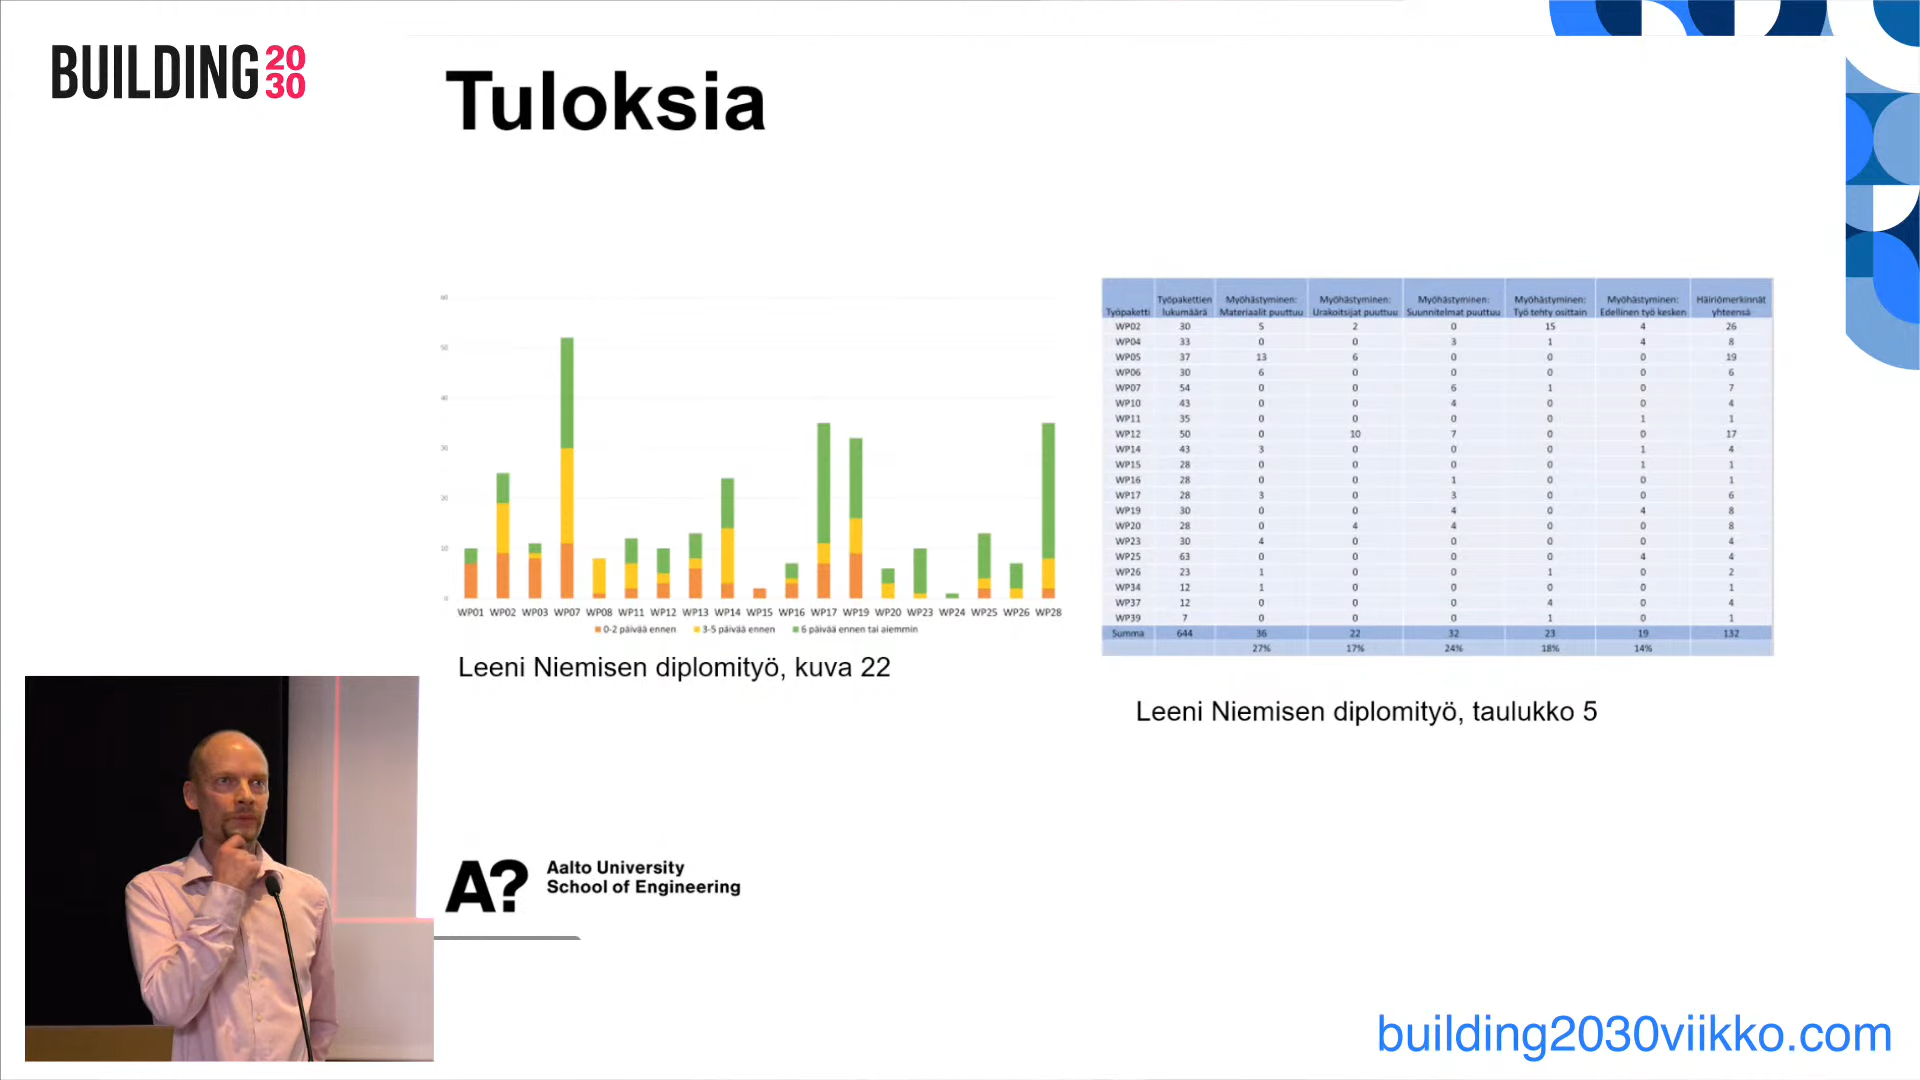 BUILDING 20
30
Tuloksia
60
50
40
30
20
10
0
WP01 WP02 WP03 WP07 WP08 WP11 WP12 WP13 WP14 WP15 WP16 WP17 WP19 WP20 WP23 WP24 WP25 WP26 WP28
0-2 päivää ennen 3-5 päivää ennen 6 päivää ennen tai aiemmin
Leeni Niemisen diplomityö, kuva 22
Työpakettien Myöhästyminen: Myöhästyminen: Myöhästyminen: Myöhästyminen: Myöhästyminen: Häiriömerkinnät
Työpaketti lukumäärä Materiaalit puuttuu Urakoitsijat puuttuu Suunnitelmat puuttuu Työ tehty osittain Edellinen työ kesken yhteensä
WP02 30 5 2 0 15 4 26
WP04 33 0 0 3 1 4 8
WP05 37 13 6 0 0 0 19
WP06 30 6 0 0 0 0 6
WP07 54 0 0 6 1 0 7
WP10 43 0 0 4 0 0 4
WP11 35 0 0 0 0 1 1
WP12 50 0 10 7 0 0 17
WP14 43 3 0 0 0 1 4
WP15 28 0 0 0 0 1 1
WP16 28 0 0 1 0 0 1
WP17 28 3 0 3 0 0 6
WP19 30 0 0 4 0 4 8
WP20 28 0 4 4 0 0 8
WP23 30 4 0 0 0 0 4
WP25 63 0 0 0 0 4 4
WP26 23 1 0 0 1 0 2
WP34 12 1 0 0 0 0 1
WP37 12 0 0 0 4 0 4
WP39 7 0 0 0 1 0 1
Summa 644 36 22 32 23 19 132
27% 17% 24% 18% 14%
Leeni Niemisen diplomityö, taulukko 5
A? Aalto University
School of Engineering
building2030viikko.com